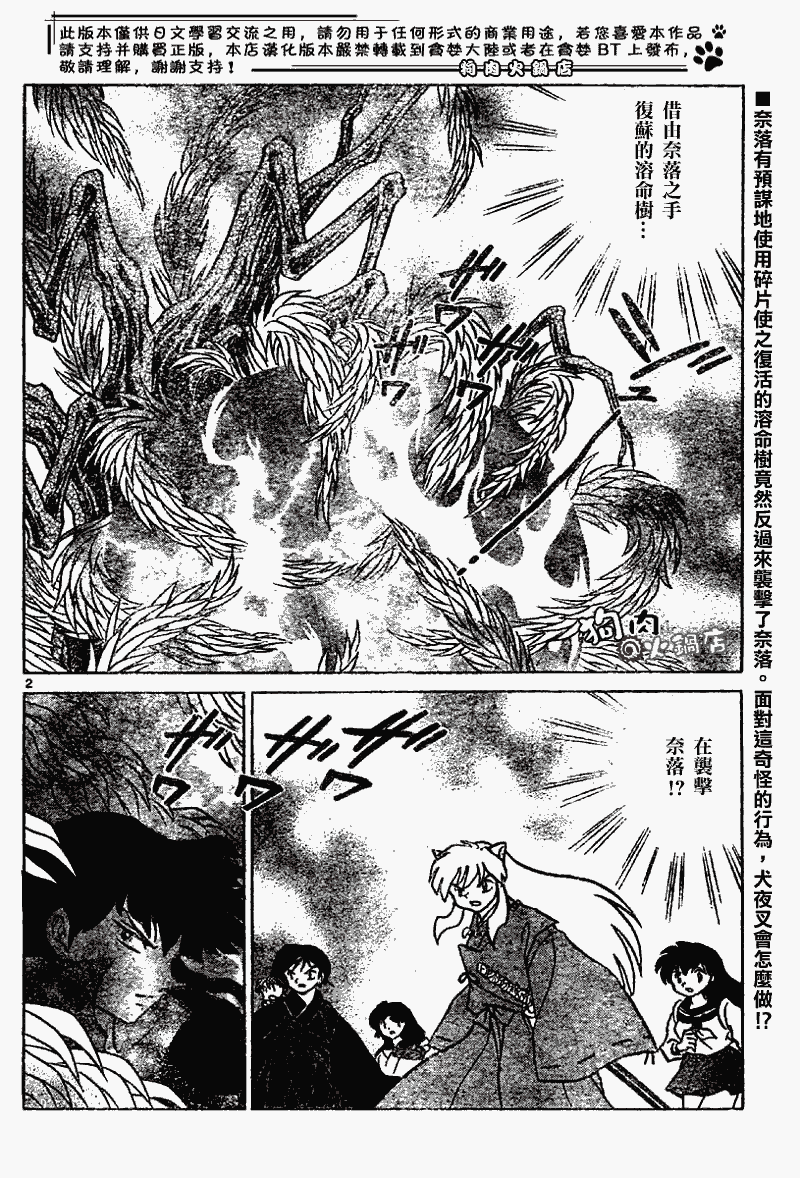 此版本僅供日文學習交流之用，請勿用于任何形式的商業用途，若您喜愛本作品
請支持并購買正版，本店漢化版本嚴禁轉載到貪婪大陸或者在貪婪BT上發布，
敬請理解，謝謝支持！
狗肉火鍋店
■奈落有預謀地使用碎片使之復活的溶命樹竟然反過來襲擊了奈落。面對這奇怪的行為，犬夜叉會怎麼做!?
借由奈落之手
復蘇的溶命樹…
ザワ
ザワ
ザワ
狗肉
火鍋店
2
在襲擊
奈落!?
ザワ
ザワ
ザワ